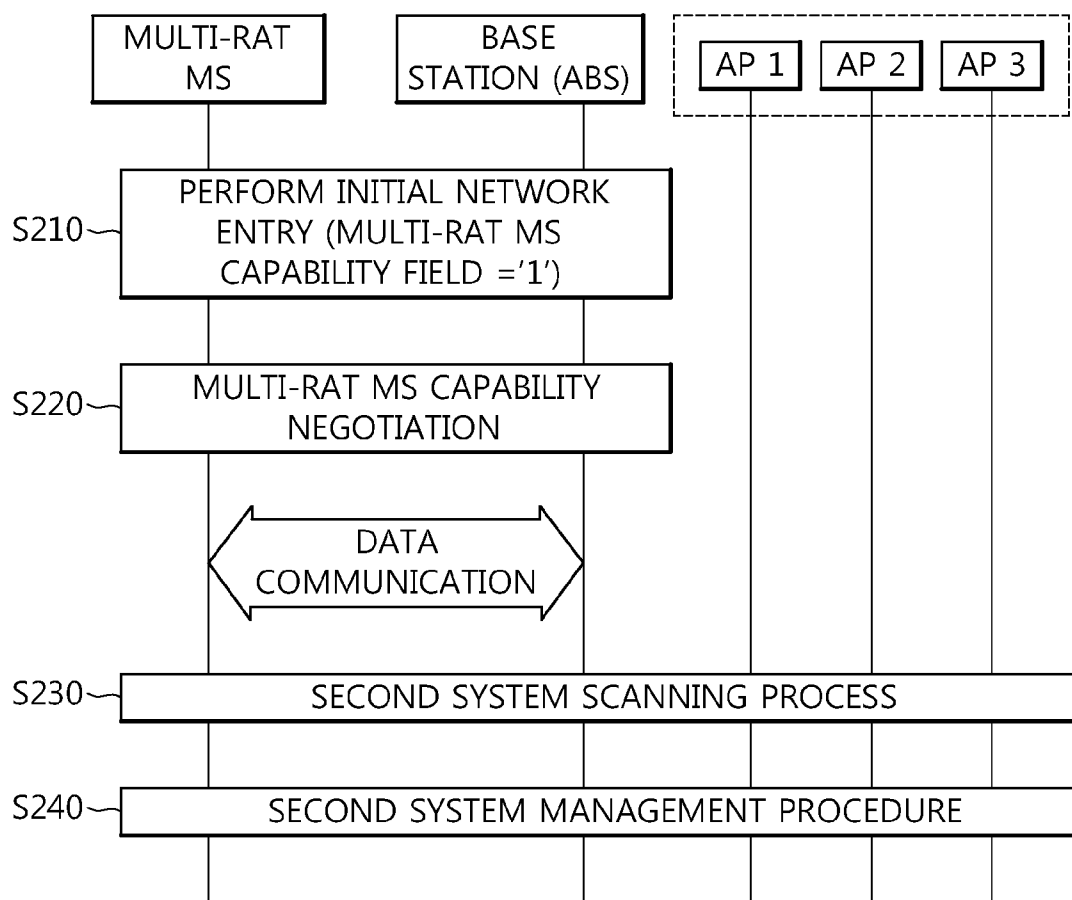 MULTI-RAT
MS
BASE
STATION (ABS)
AP 1
AP 2
AP 3
S210
PERFORM INITIAL NETWORK
ENTRY (MULTI-RAT MS
CAPABILITY FIELD ='1')
S220
MULTI-RAT MS CAPABILITY
NEGOTIATION
DATA
COMMUNICATION
S230
SECOND SYSTEM SCANNING PROCESS
S240
SECOND SYSTEM MANAGEMENT PROCEDURE